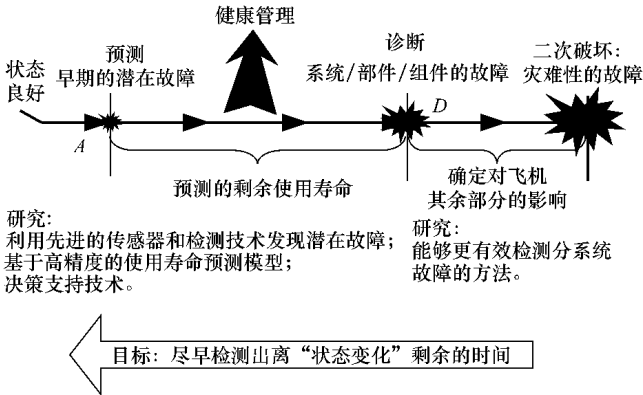 健康管理
状态
良好
预测
早期的潜在故障
诊断
系统/部件/组件的故障
二次破坏:
灾难性的故障
A
D
预测的剩余使用寿命
确定对飞机
其余部分的影响
研究:
利用先进的传感器和检测技术发现潜在故障;
基于高精度的使用寿命预测模型;
决策支持技术。
研究:
能够更有效检测分系统
故障的方法。
目标: 尽早检测出离“状态变化”剩余的时间